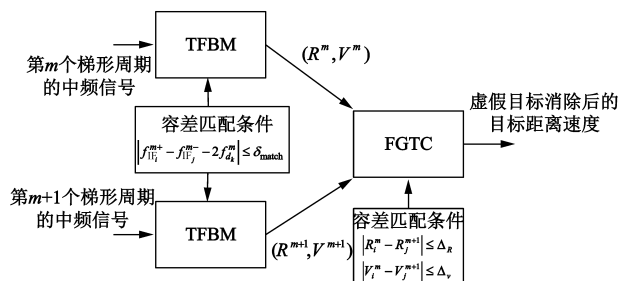 第m个梯形周期
的中频信号
TFBM
(R^m, V^m)
容差匹配条件
|f_{IF_i}^{m+} − f_{IF_j}^{m−} − 2f_{d_k}^m| ≤ δ_match
FGTC
虚假目标消除后的
目标距离速度
第m+1个梯形周期
的中频信号
TFBM
(R^{m+1}, V^{m+1})
容差匹配条件
|R_i^m − R_j^{m+1}| ≤ Δ_R
|V_i^m − V_j^{m+1}| ≤ Δ_v